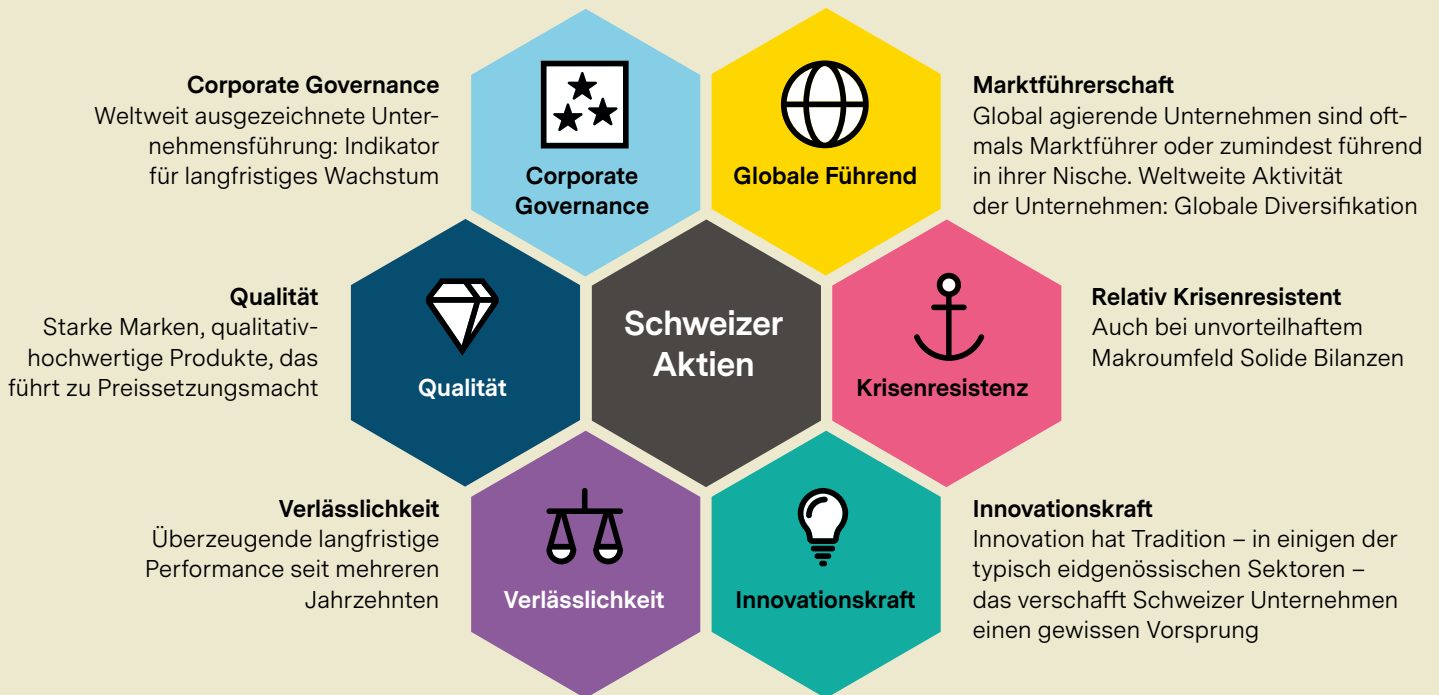 Corporate Governance
Weltweit ausgezeichnete Unter-
nehmensführung: Indikator
für langfristiges Wachstum
Corporate
Governance
Globale Führend
Marktführerschaft
Global agierende Unternehmen sind oft-
mals Marktführer oder zumindest führend
in ihrer Nische. Weltweite Aktivität
der Unternehmen: Globale Diversifikation
Qualität
Starke Marken, qualitativ-
hochwertige Produkte, das
führt zu Preissetzungsmacht
Qualität
Schweizer
Aktien
Krisenresistenz
Relativ Krisenresistent
Auch bei unvorteilhaftem
Makroumfeld Solide Bilanzen
Verlässlichkeit
Überzeugende langfristige
Performance seit mehreren
Jahrzehnten
Verlässlichkeit
Innovationskraft
Innovationskraft
Innovation hat Tradition – in einigen der
typisch eidgenössischen Sektoren –
das verschafft Schweizer Unternehmen
einen gewissen Vorsprung